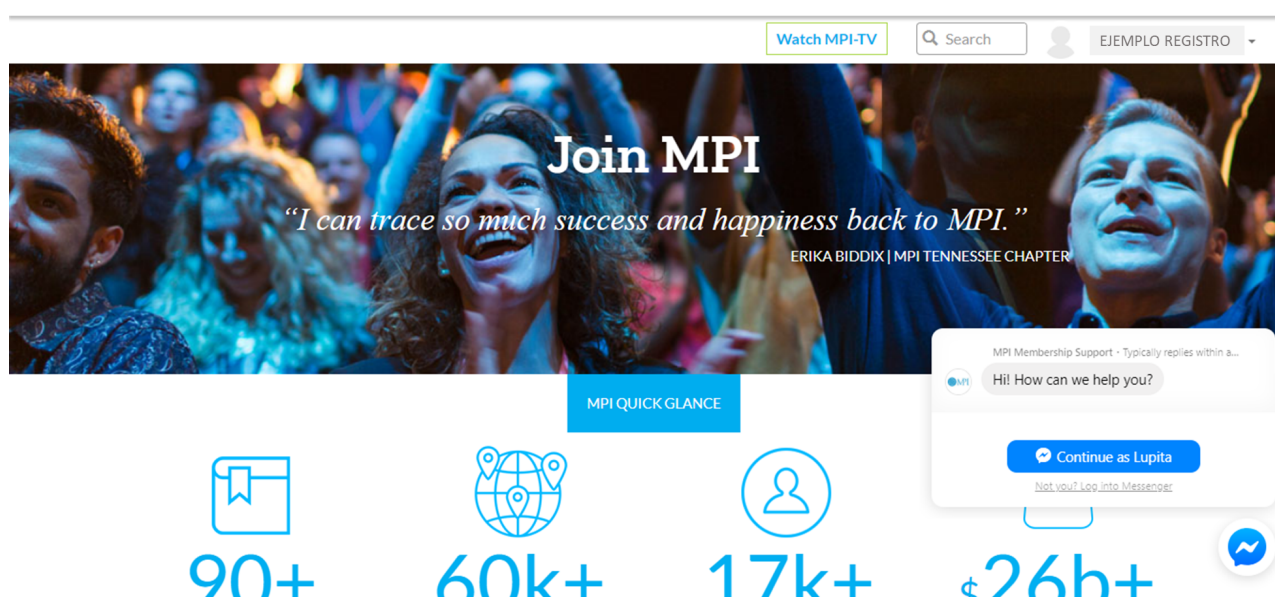 Watch MPI-TV
Search
EJEMPLO REGISTRO
Join MPI
“I can trace so much success and happiness back to MPI.”
ERIKA BIDDIX | MPI TENNESSEE CHAPTER
MPI QUICK GLANCE
MPI Membership Support - Typically replies within a...
MPI
Hi! How can we help you?
Continue as Lupita
Not you? Log into Messenger
90+
60k+
17k+
$26b+